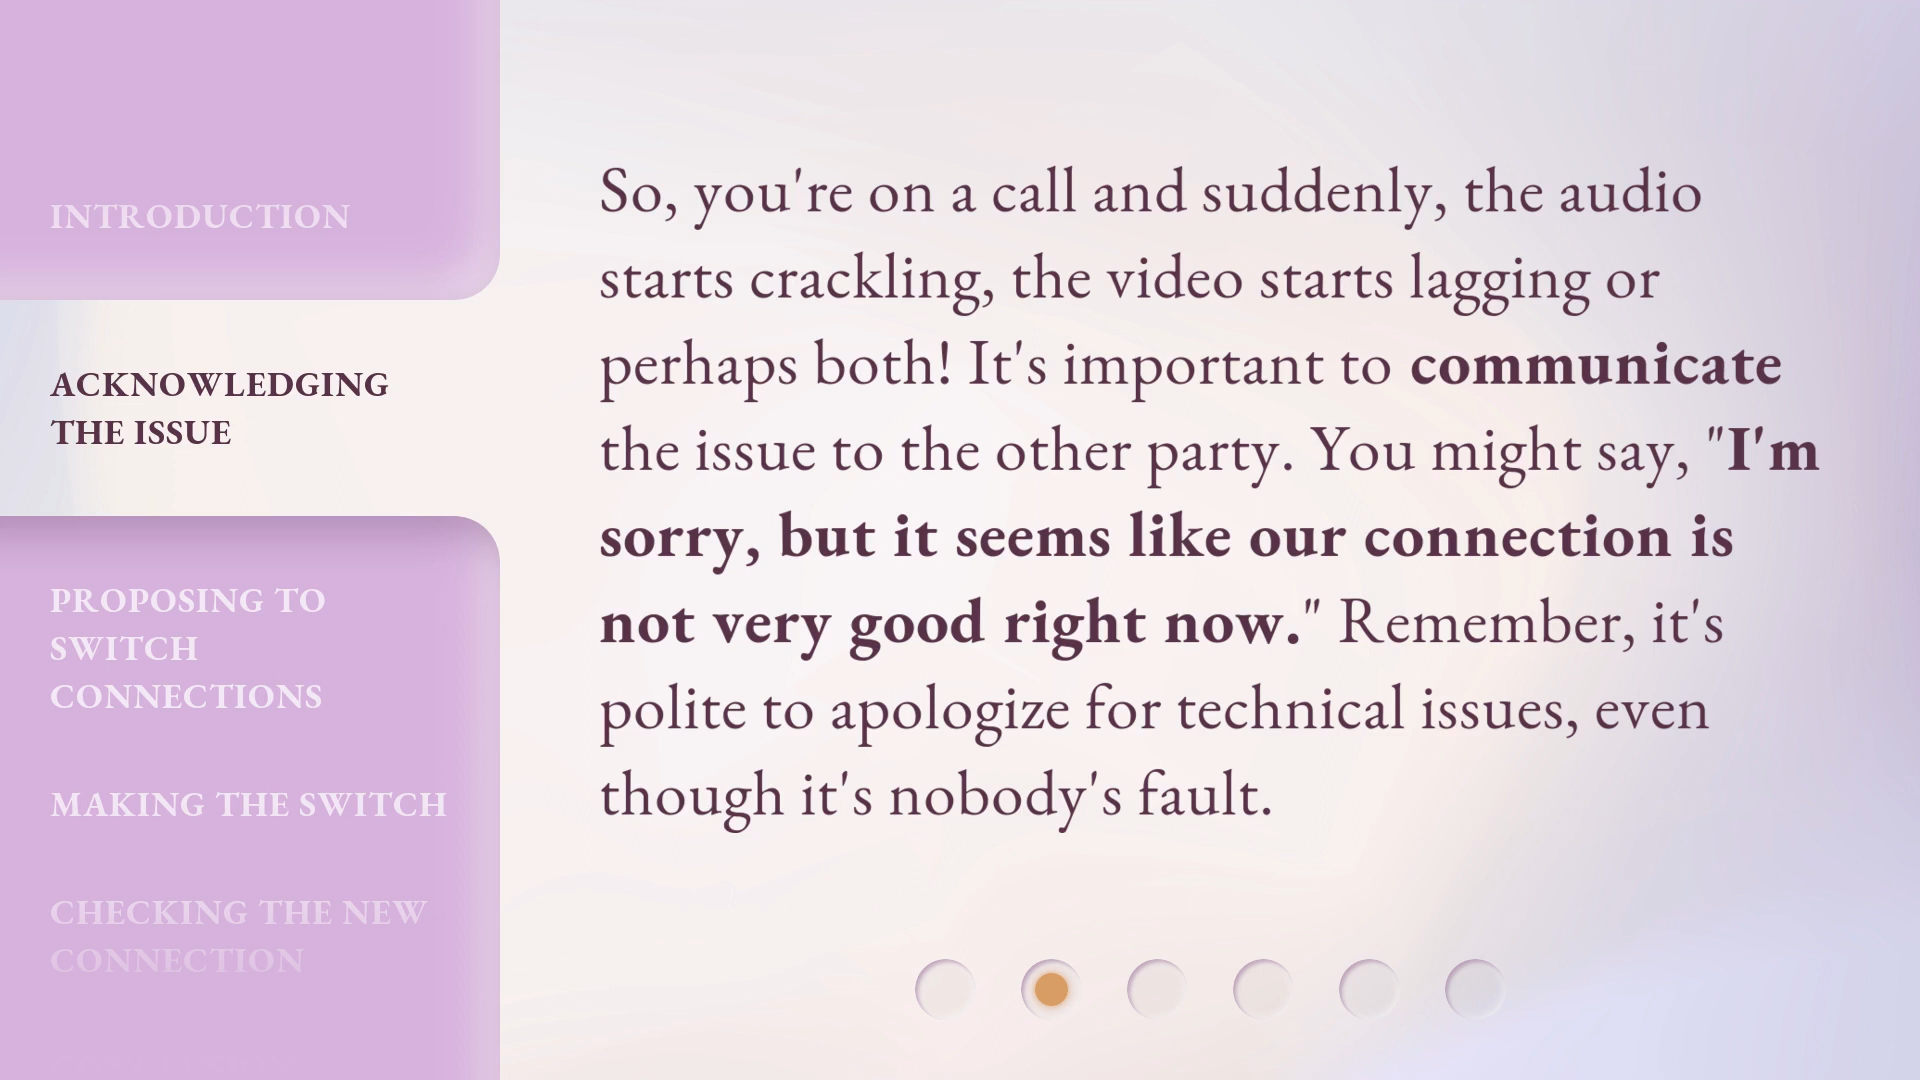 INTRODUCTION
ACKNOWLEDGING
THE ISSUE
PROPOSING TO
SWITCH
CONNECTIONS
MAKING THE SWITCH
CHECKING THE NEW
CONNECTION
So, you're on a call and suddenly, the audio
starts crackling, the video starts lagging or
perhaps both! It's important to communicate
the issue to the other party. You might say, "I'm
sorry, but it seems like our connection is
not very good right now." Remember, it's
polite to apologize for technical issues, even
though it's nobody's fault.